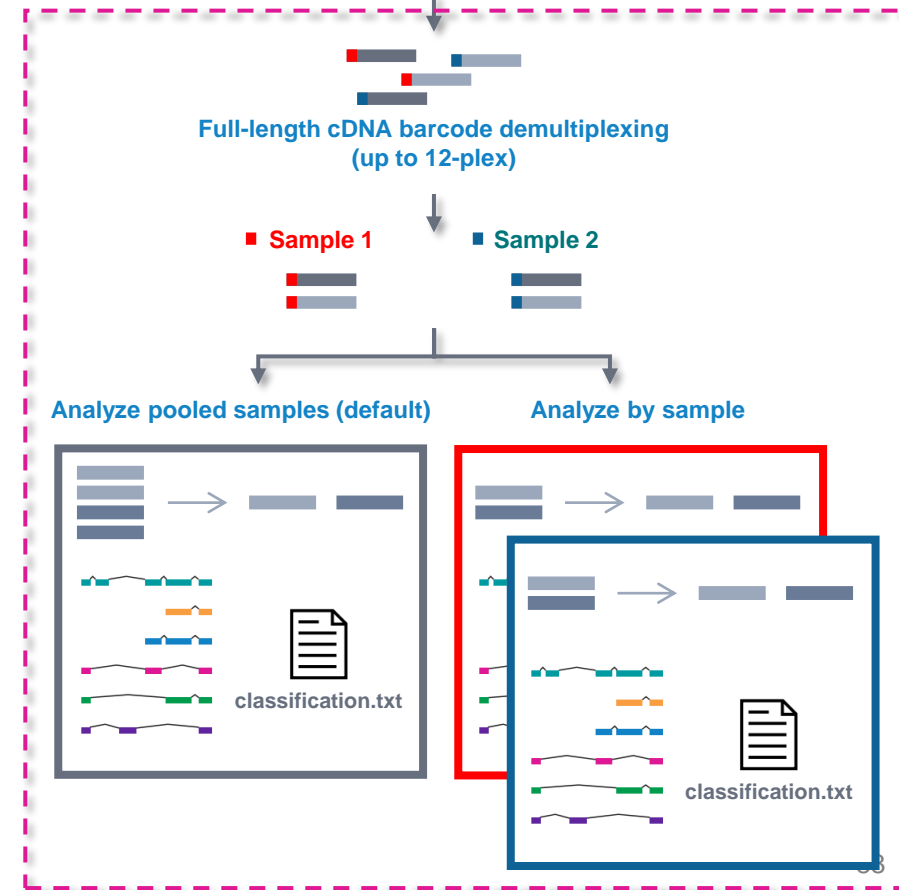 Full-length cDNA barcode demultiplexing
(up to 12-plex)
Sample 1
Sample 2
Analyze pooled samples (default)
Analyze by sample
classification.txt
classification.txt